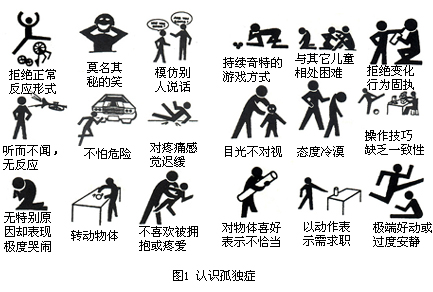 拒绝正常
反应形式
莫名其
秘的笑
模仿别
人说话
持续奇特的
游戏方式
与其它儿童
相处困难
拒绝变化
行为固执
听而不闻，
无反应
不怕危险
对疼痛感
觉迟缓
目光不对视
态度冷漠
操作技巧
缺乏一致性
无特别原
因却表现
极度哭闹
转动物体
不喜欢被拥
抱或疼爱
对物体喜好
表示不恰当
以动作表
示需求职
极端好动或
过度安静
图1 认识孤独症